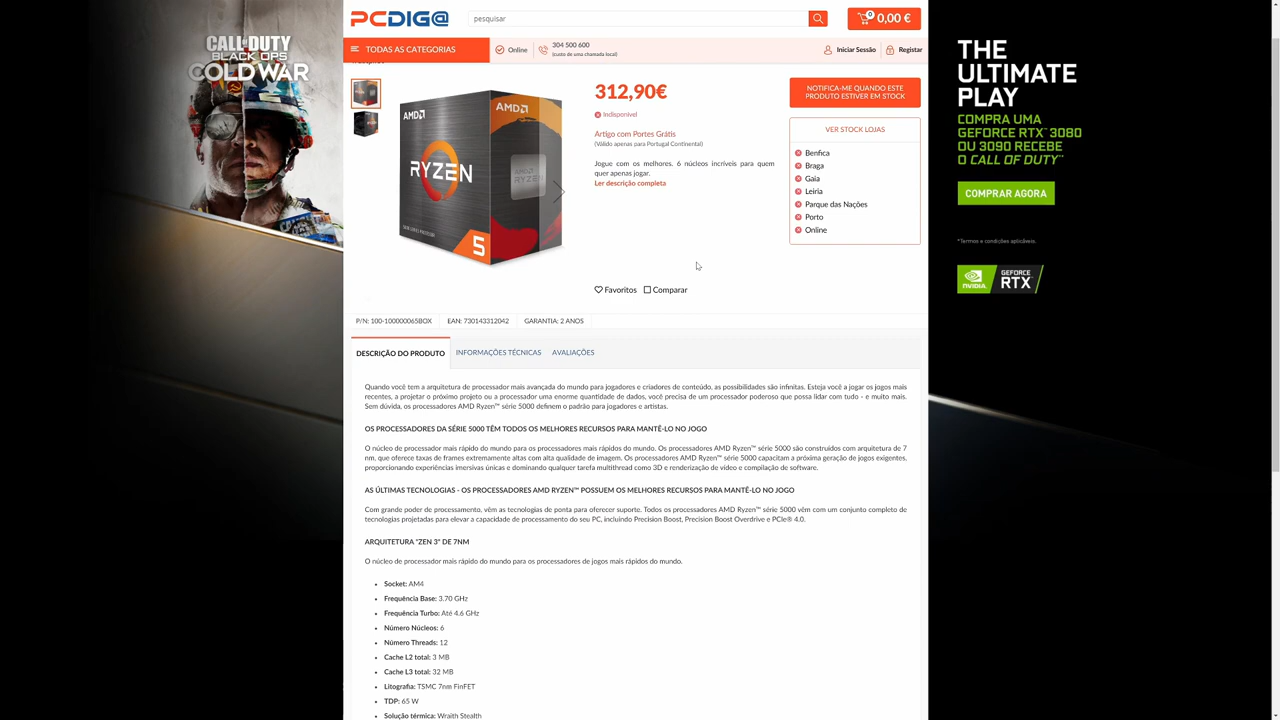 CALL OF DUTY
BLACK OPS
COLD WAR
PCDIG@
pesquisar
0
0,00 €
TODAS AS CATEGORIAS
Online
304 500 600
(custo de uma chamada local)
Iniciar Sessão
Registar
AMD
RYZEN
5
AMD
RYZEN
312,90€
Indisponível
Artigo com Portes Grátis
(Válido apenas para Portugal Continental)
Jogue com os melhores. 6 núcleos incríveis para quem
quer apenas jogar.
Ler descrição completa
Favoritos
Comparar
NOTIFICA-ME QUANDO ESTE
PRODUTO ESTIVER EM STOCK
VER STOCK LOJAS
Benfica
Braga
Gaia
Leiria
Parque das Nações
Porto
Online
P/N: 100-100000065BOX
EAN: 730143312042
GARANTIA: 2 ANOS
DESCRIÇÃO DO PRODUTO
INFORMAÇÕES TÉCNICAS
AVALIAÇÕES
Quando você tem a arquitetura de processador mais avançada do mundo para jogadores e criadores de conteúdo, as possibilidades são infinitas. Esteja você a jogar os jogos mais
recentes, a projetar o próximo projeto ou a processador uma enorme quantidade de dados, você precisa de um processador poderoso que possa lidar com tudo - e muito mais.
Sem dúvida, os processadores AMD Ryzen™ série 5000 definem o padrão para jogadores e artistas.
OS PROCESSADORES DA SÉRIE 5000 TÊM TODOS OS MELHORES RECURSOS PARA MANTÊ-LO NO JOGO
O núcleo de processador mais rápido do mundo para os processadores mais rápidos do mundo. Os processadores AMD Ryzen™ série 5000 são construídos com arquitetura de 7
nm, que oferece taxas de frames extremamente altas com alta qualidade de imagem. Os processadores AMD Ryzen™ série 5000 capacitam a próxima geração de jogos exigentes,
proporcionando experiências imersivas únicas e dominando qualquer tarefa multithread como 3D e renderização de vídeo e compilação de software.
AS ÚLTIMAS TECNOLOGIAS - OS PROCESSADORES AMD RYZEN™ POSSUEM OS MELHORES RECURSOS PARA MANTÊ-LO NO JOGO
Com grande poder de processamento, vêm as tecnologias de ponta para oferecer suporte. Todos os processadores AMD Ryzen™ série 5000 vêm com um conjunto completo de
tecnologias projetadas para elevar a capacidade de processamento do seu PC, incluindo Precision Boost, Precision Boost Overdrive e PCIe® 4.0.
ARQUITETURA "ZEN 3" DE 7NM
O núcleo de processador mais rápido do mundo para os processadores de jogos mais rápidos do mundo.
Socket: AM4
Frequência Base: 3.70 GHz
Frequência Turbo: Até 4.6 GHz
Número Núcleos: 6
Número Threads: 12
Cache L2 total: 3 MB
Cache L3 total: 32 MB
Litografia: TSMC 7nm FinFET
TDP: 65 W
Solução térmica: Wraith Stealth
THE
ULTIMATE
PLAY
COMPRA UMA
GEFORCE RTX™ 3080
OU 3090 RECEBE
O CALL OF DUTY™
COMPRAR AGORA
*Termos e condições aplicáveis.
NVIDIA
GEFORCE
RTX